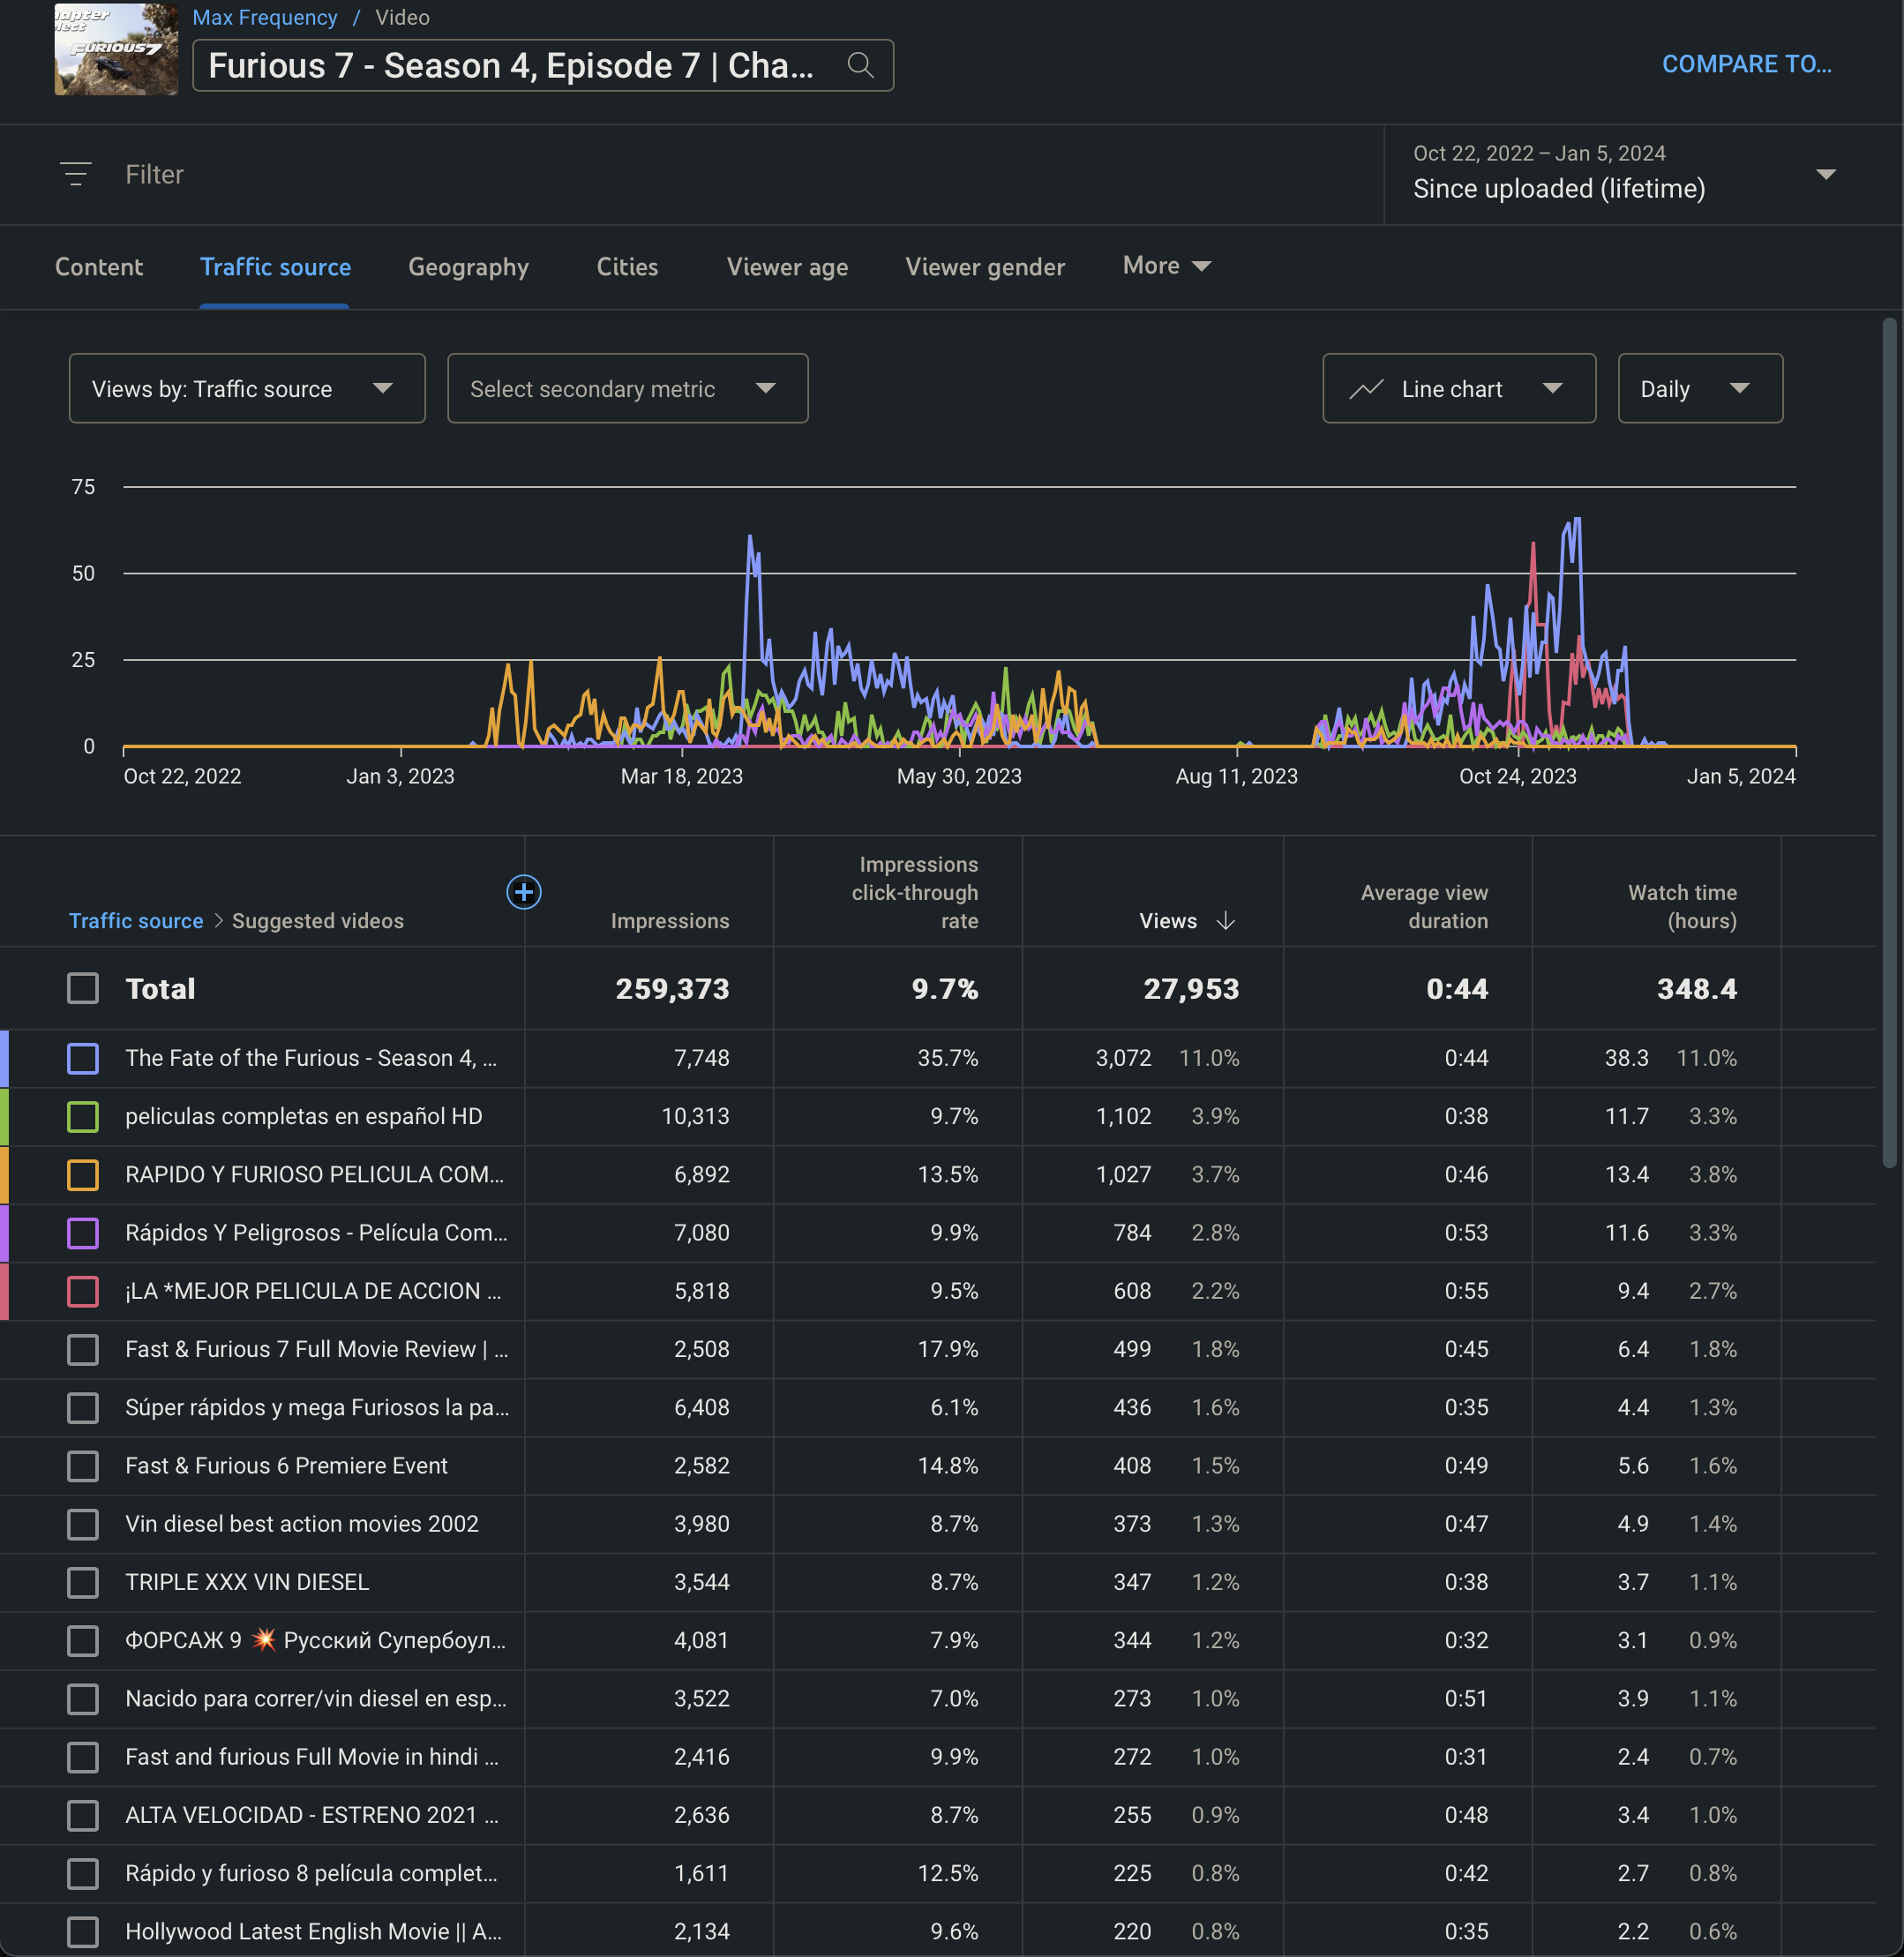 chapter
select
FURIOUS 7
Max Frequency / Video
Furious 7 - Season 4, Episode 7 | Cha...
COMPARE TO...
Filter
Oct 22, 2022 – Jan 5, 2024
Since uploaded (lifetime)
Content Traffic source Geography Cities Viewer age Viewer gender More
Views by: Traffic source Select secondary metric Line chart Daily
75
50
25
0
Oct 22, 2022 Jan 3, 2023 Mar 18, 2023 May 30, 2023 Aug 11, 2023 Oct 24, 2023 Jan 5, 2024
Traffic source > Suggested videos Impressions Impressions click-through rate Views Average view duration Watch time (hours)
Total 259,373 9.7% 27,953 0:44 348.4
The Fate of the Furious - Season 4, ... 7,748 35.7% 3,072 11.0% 0:44 38.3 11.0%
peliculas completas en español HD 10,313 9.7% 1,102 3.9% 0:38 11.7 3.3%
RAPIDO Y FURIOSO PELICULA COM... 6,892 13.5% 1,027 3.7% 0:46 13.4 3.8%
Rápidos Y Peligrosos - Película Com... 7,080 9.9% 784 2.8% 0:53 11.6 3.3%
¡LA *MEJOR PELICULA DE ACCION ... 5,818 9.5% 608 2.2% 0:55 9.4 2.7%
Fast & Furious 7 Full Movie Review | ... 2,508 17.9% 499 1.8% 0:45 6.4 1.8%
Súper rápidos y mega Furiosos la pa... 6,408 6.1% 436 1.6% 0:35 4.4 1.3%
Fast & Furious 6 Premiere Event 2,582 14.8% 408 1.5% 0:49 5.6 1.6%
Vin diesel best action movies 2002 3,980 8.7% 373 1.3% 0:47 4.9 1.4%
TRIPLE XXX VIN DIESEL 3,544 8.7% 347 1.2% 0:38 3.7 1.1%
ФОРСАЖ 9 💥 Русский Супербоул... 4,081 7.9% 344 1.2% 0:32 3.1 0.9%
Nacido para correr/vin diesel en esp... 3,522 7.0% 273 1.0% 0:51 3.9 1.1%
Fast and furious Full Movie in hindi ... 2,416 9.9% 272 1.0% 0:31 2.4 0.7%
ALTA VELOCIDAD - ESTRENO 2021 ... 2,636 8.7% 255 0.9% 0:48 3.4 1.0%
Rápido y furioso 8 película complet... 1,611 12.5% 225 0.8% 0:42 2.7 0.8%
Hollywood Latest English Movie || A... 2,134 9.6% 220 0.8% 0:35 2.2 0.6%